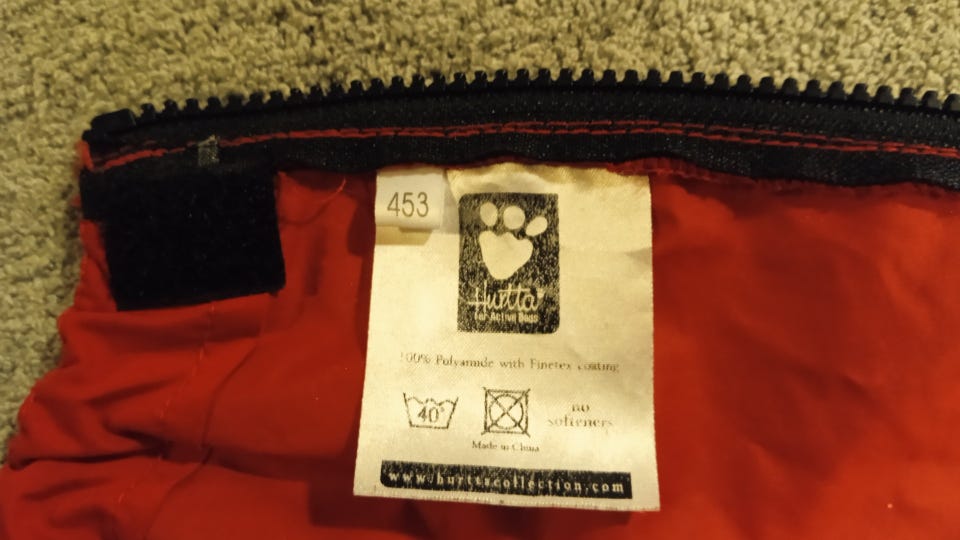 453
Hurtta
For Active Dogs
100% Polyamide with Finetex coating
40°
no
softeners
Made in China
www.hurttacollection.com